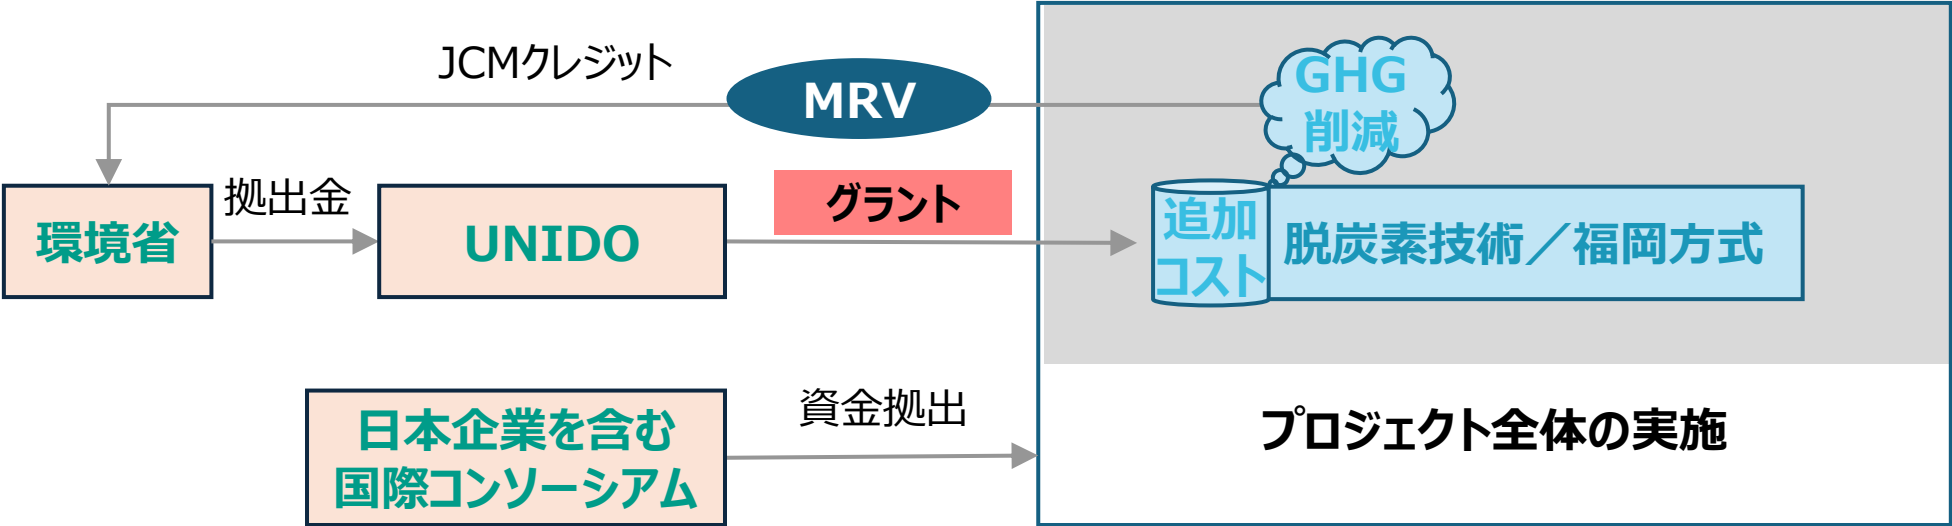 JCMクレジット
MRV
GHG
削減
環境省
拠出金
UNIDO
グラント
追加
コスト
脱炭素技術／福岡方式
日本企業を含む
国際コンソーシアム
資金拠出
プロジェクト全体の実施